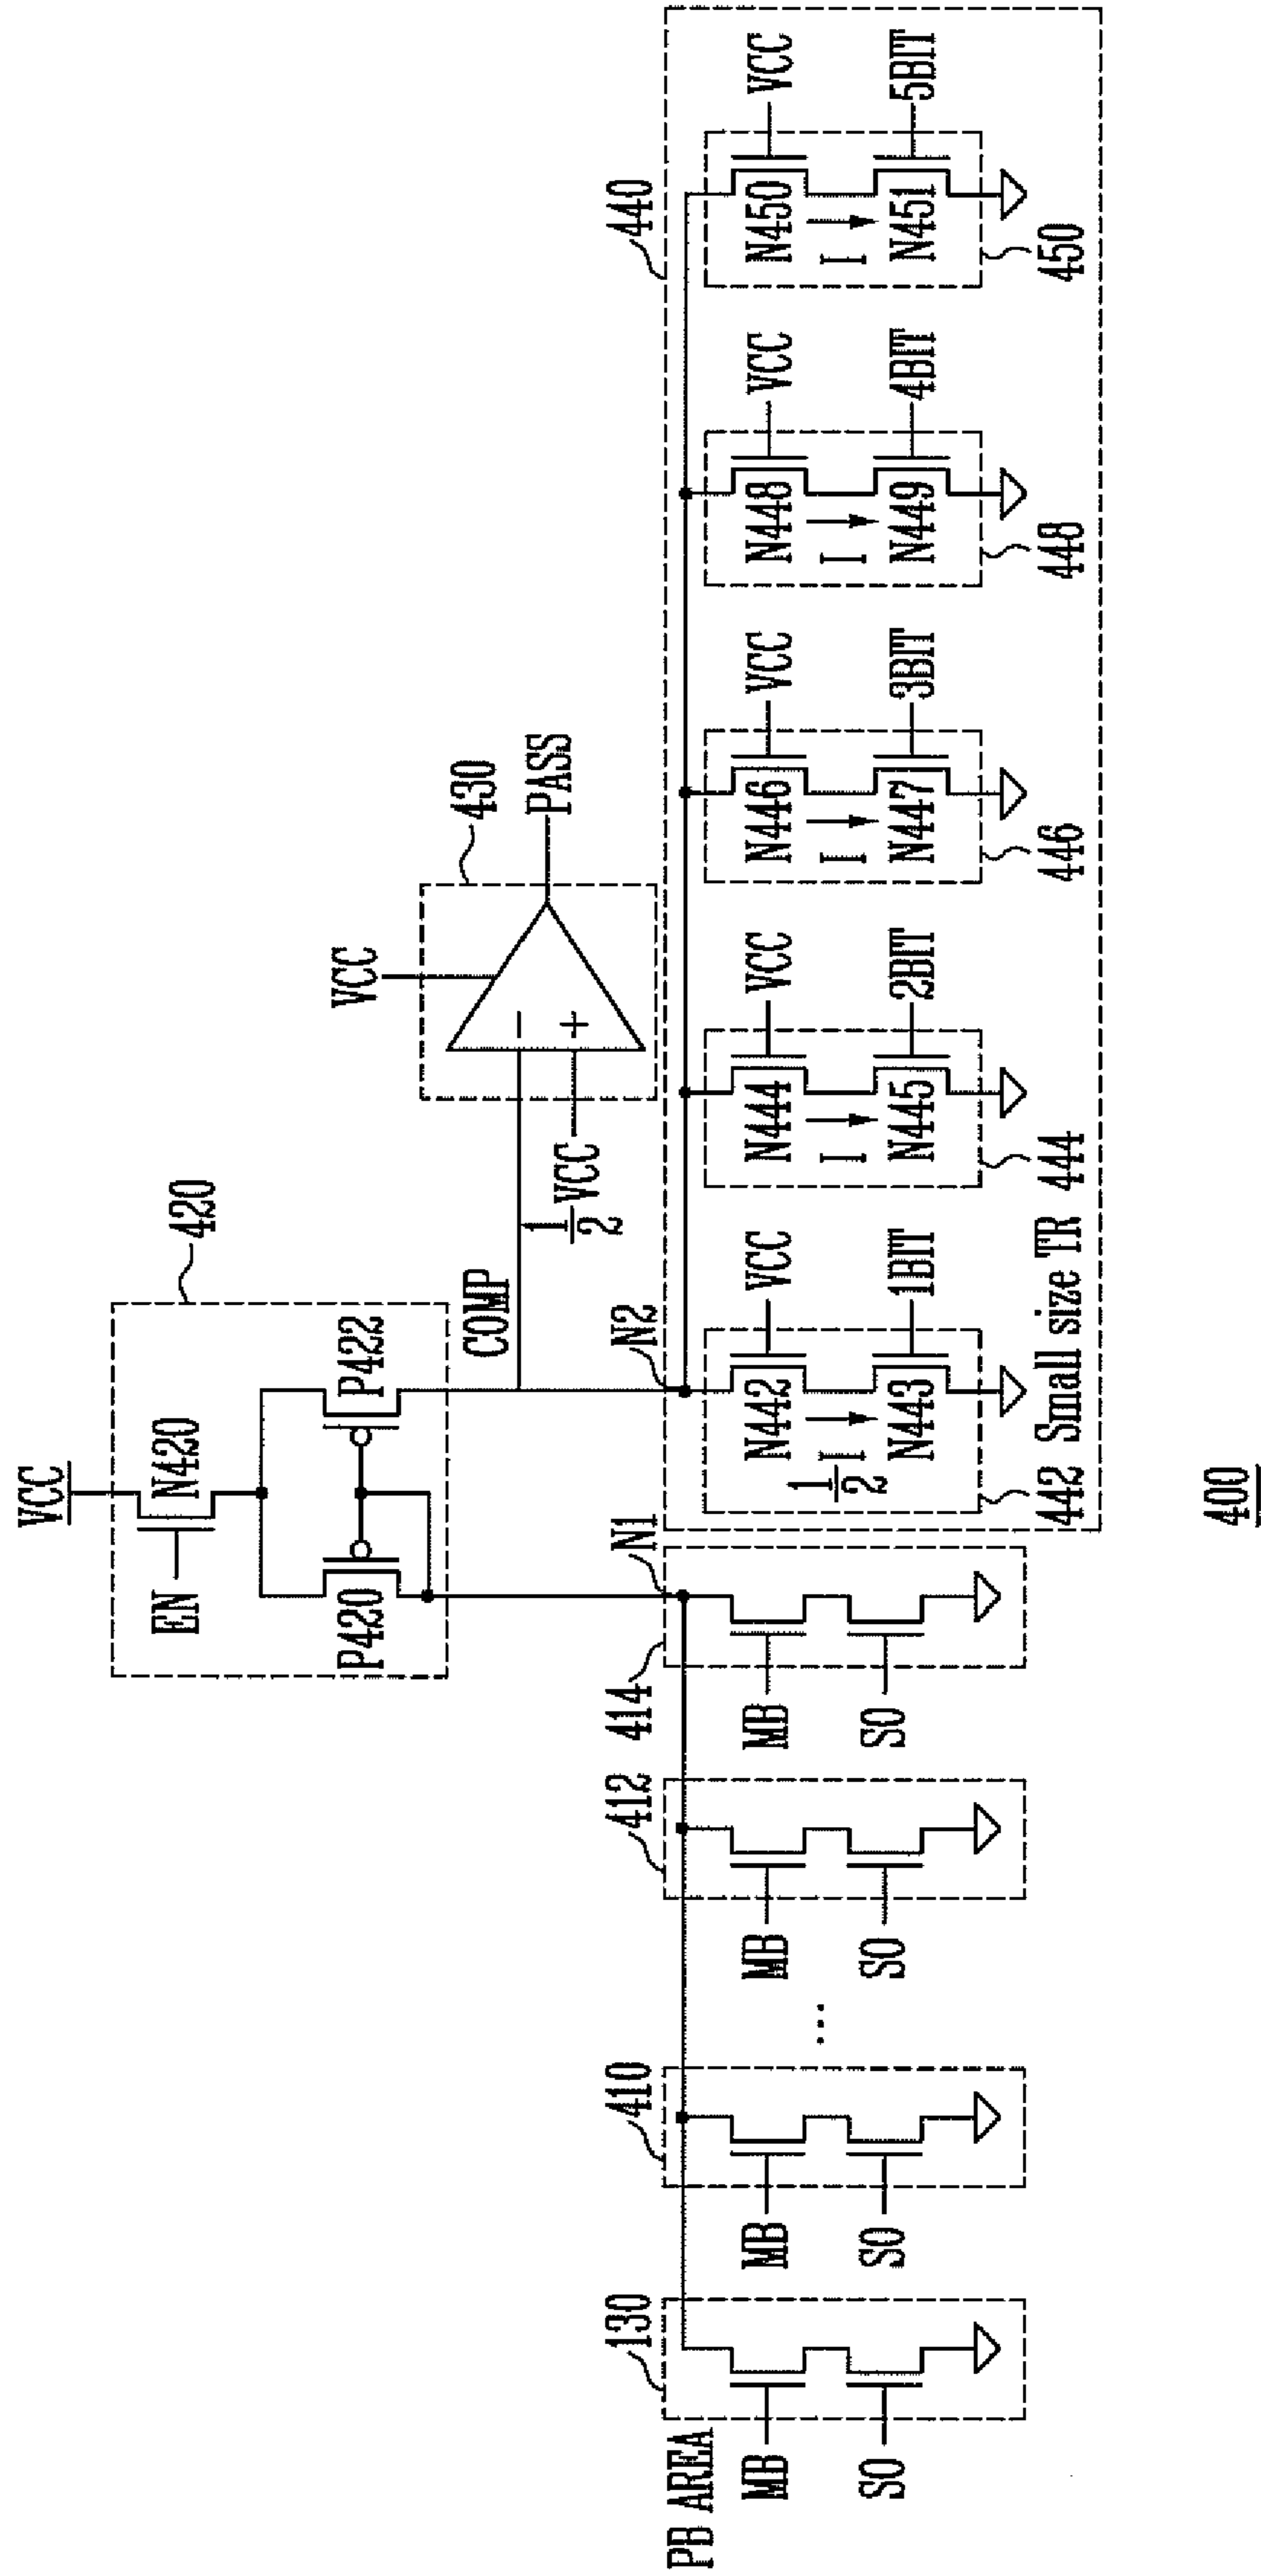 VCC
EN
N420
420
P420
P422
COMP
VCC
430
PASS
1/2 VCC
N1
N2
440
PB AREA
130
MB
SO
410
MB
SO
...
412
MB
SO
414
MB
SO
N442
VCC
1/2 I
N443
1BIT
442
N444
VCC
I
N445
2BIT
444
N446
VCC
I
N447
3BIT
446
N448
VCC
I
N449
4BIT
448
N450
VCC
I
N451
5BIT
450
Small size TR
400